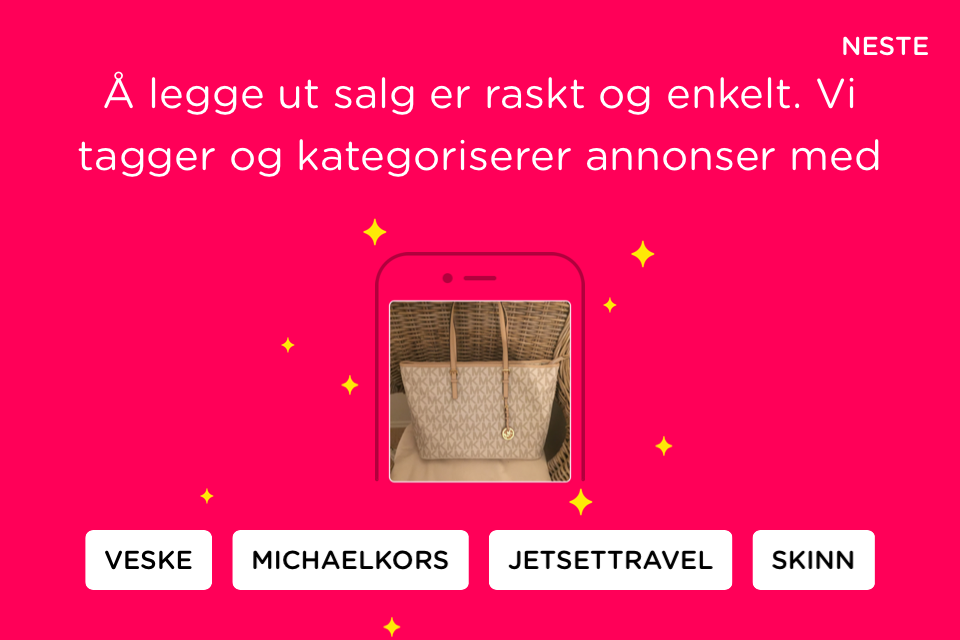 NESTE
Å legge ut salg er raskt og enkelt. Vi
tagger og kategoriserer annonser med
VESKE MICHAELKORS JETSETTRAVEL SKINN